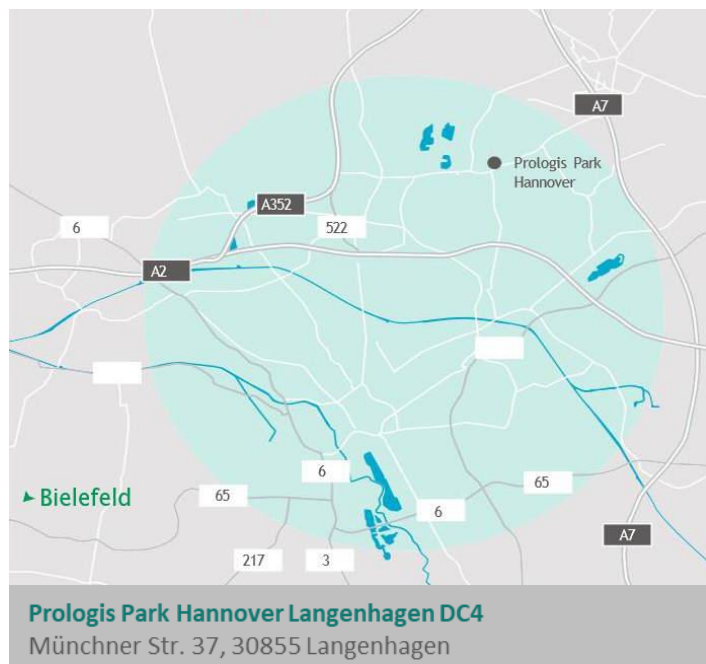 A7
Prologis Park
Hannover
A352
6
522
A2
6
65
65
Bielefeld
6
A7
217
3
Prologis Park Hannover Langenhagen DC4
Münchner Str. 37, 30855 Langenhagen